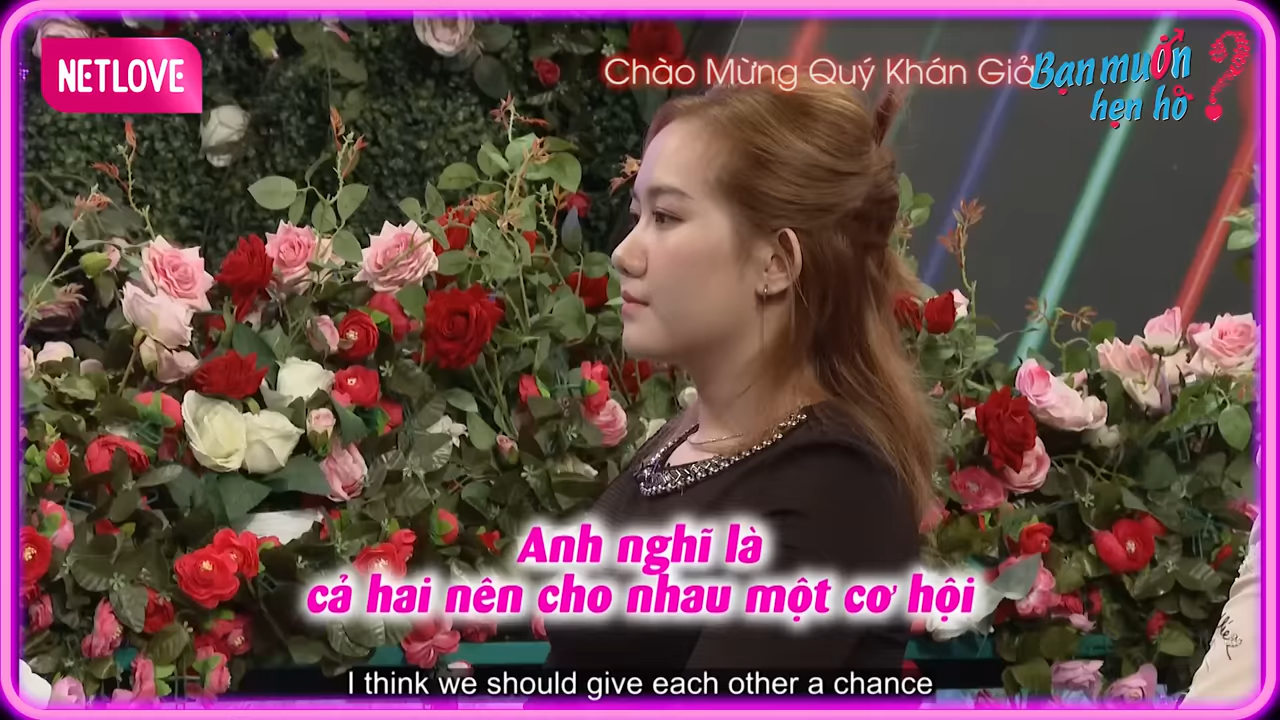 NETLOVE
Chào Mừng Quý Khán Giả
Bạn muốn
hẹn hò ?
Anh nghĩ là
cả hai nên cho nhau một cơ hội
I think we should give each other a chance